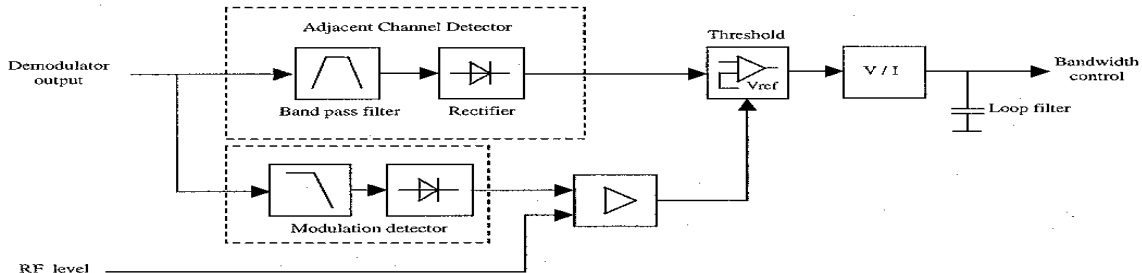 Adjacent Channel Detector
Threshold
Demodulator
output
Vref
V / I
Bandwidth
control
Band pass filter
Rectifier
Loop filter
Modulation detector
RF level